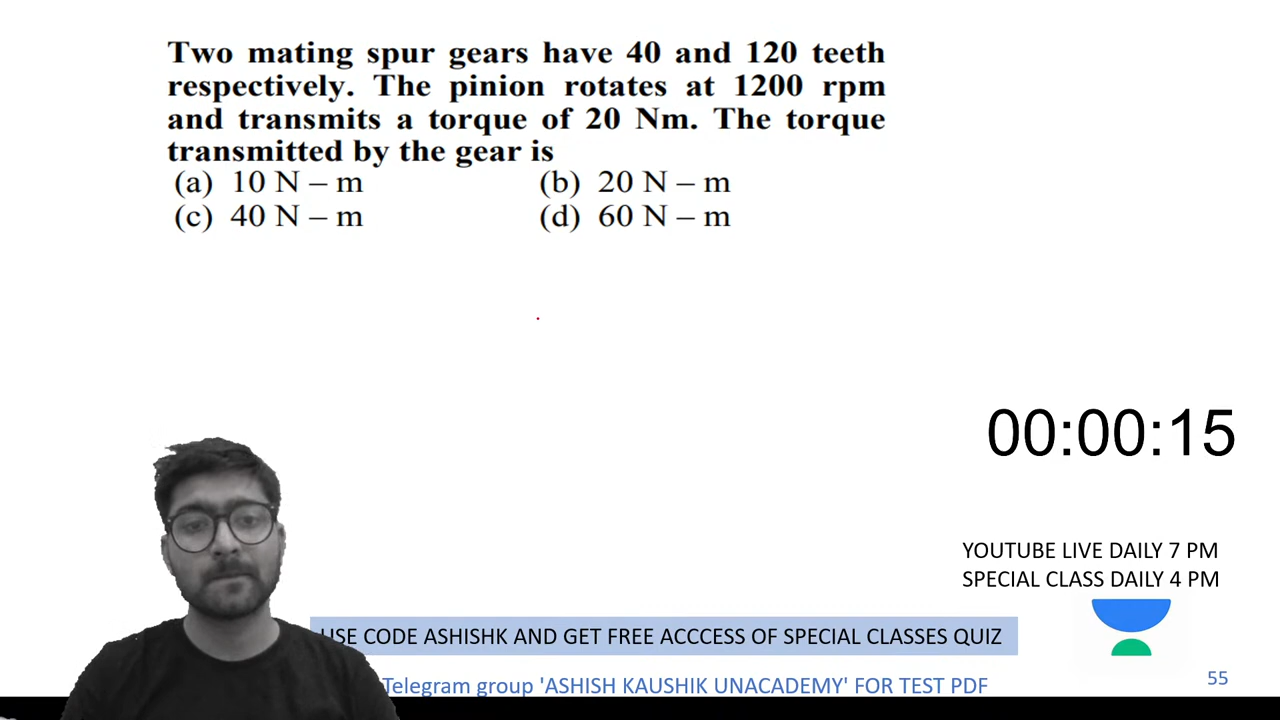 Two mating spur gears have 40 and 120 teeth
respectively. The pinion rotates at 1200 rpm
and transmits a torque of 20 Nm. The torque
transmitted by the gear is
(a) 10 N – m (b) 20 N – m
(c) 40 N – m (d) 60 N – m
00:00:15
YOUTUBE LIVE DAILY 7 PM
SPECIAL CLASS DAILY 4 PM
USE CODE ASHISHK AND GET FREE ACCCESS OF SPECIAL CLASSES QUIZ
Telegram group 'ASHISH KAUSHIK UNACADEMY' FOR TEST PDF
55